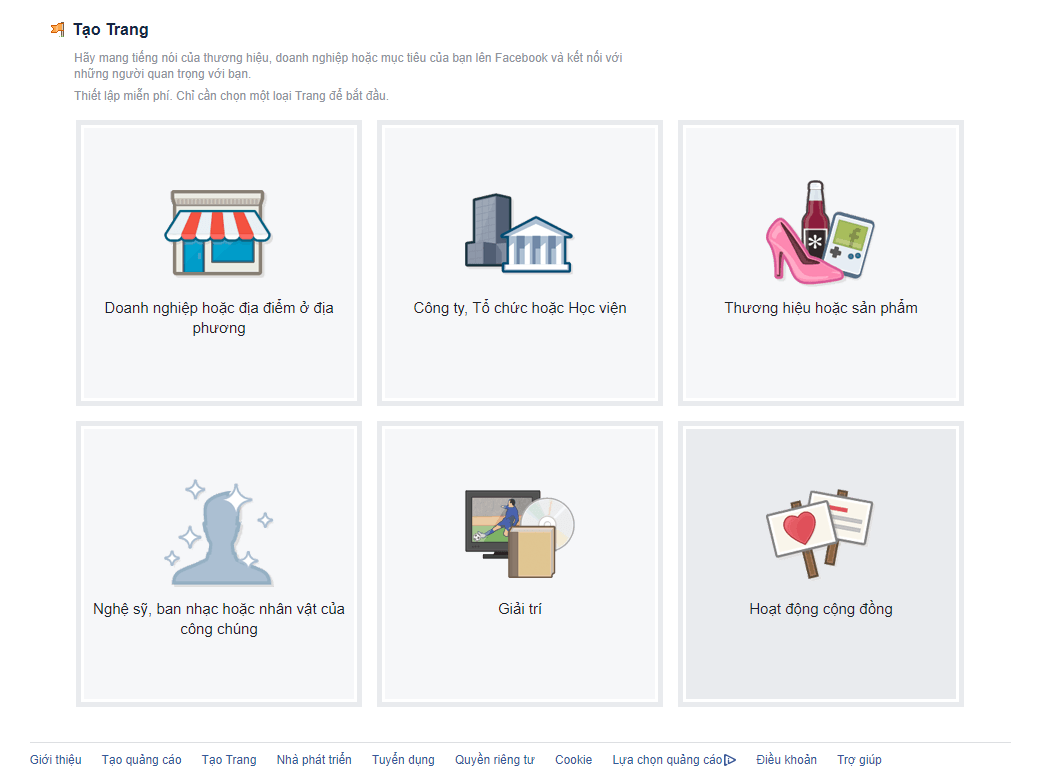 Tạo Trang
Hãy mang tiếng nói của thương hiệu, doanh nghiệp hoặc mục tiêu của bạn lên Facebook và kết nối với
những người quan trọng với bạn.
Thiết lập miễn phí. Chỉ cần chọn một loại Trang để bắt đầu.
Doanh nghiệp hoặc địa điểm ở địa
phương
Công ty, Tổ chức hoặc Học viện
Thương hiệu hoặc sản phẩm
Nghệ sỹ, ban nhạc hoặc nhân vật của
công chúng
Giải trí
Hoạt động cộng đồng
Giới thiệu Tạo quảng cáo Tạo Trang Nhà phát triển Tuyển dụng Quyền riêng tư Cookie Lựa chọn quảng cáo Điều khoản Trợ giúp